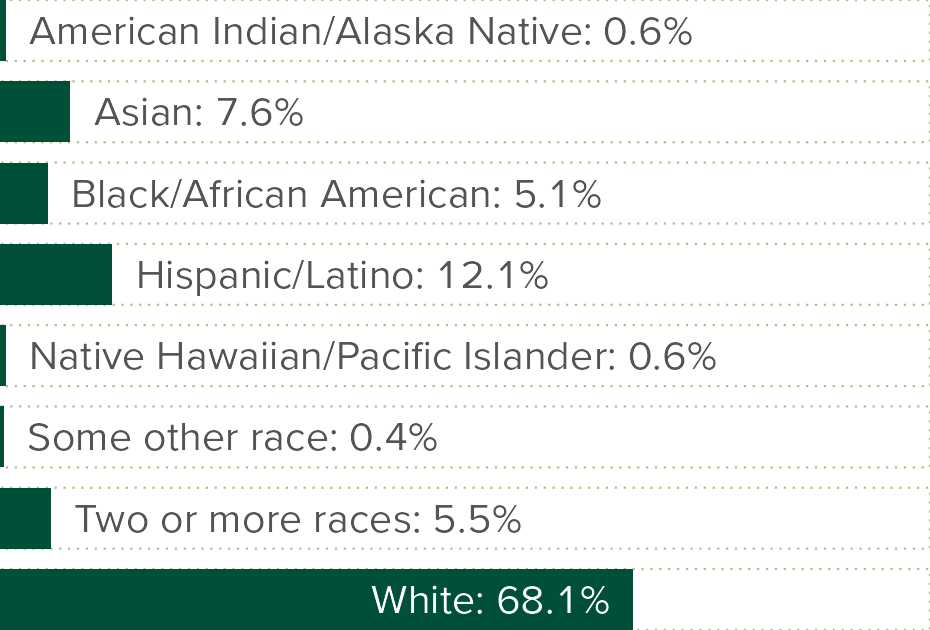 American Indian/Alaska Native: 0.6%
Asian: 7.6%
Black/African American: 5.1%
Hispanic/Latino: 12.1%
Native Hawaiian/Pacific Islander: 0.6%
Some other race: 0.4%
Two or more races: 5.5%
White: 68.1%